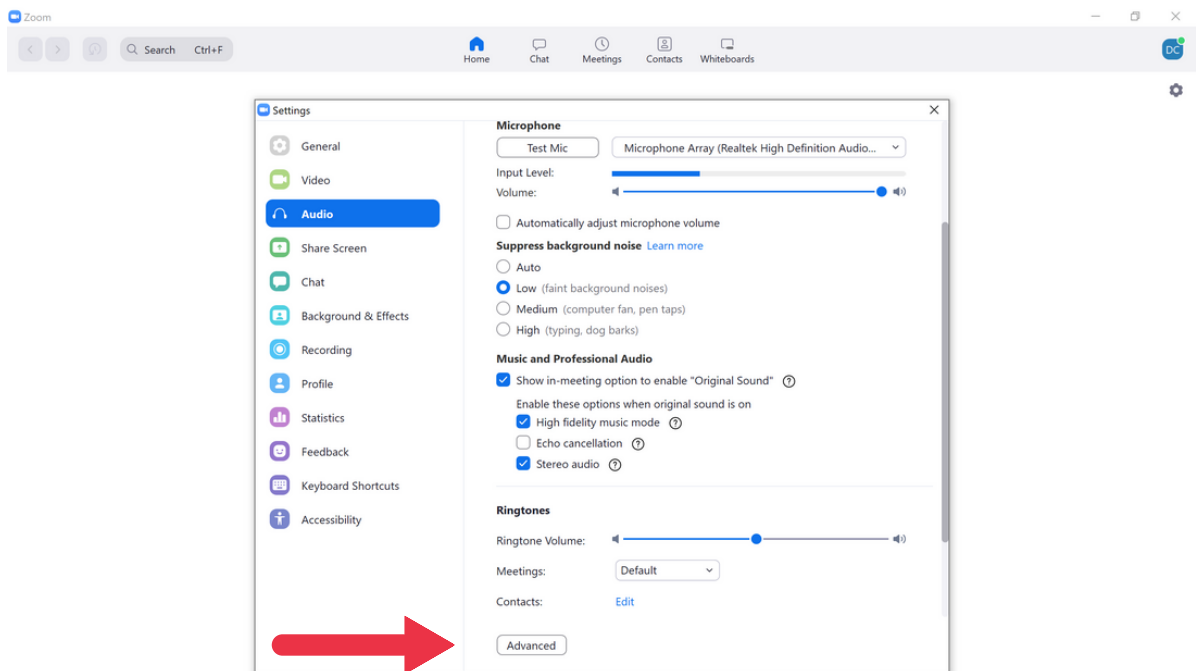 Zoom
Search Ctrl+F
Home Chat Meetings Contacts Whiteboards
DC
Settings
General
Video
Audio
Share Screen
Chat
Background & Effects
Recording
Profile
Statistics
Feedback
Keyboard Shortcuts
Accessibility
Microphone
Test Mic Microphone Array (Realtek High Definition Audio...
Input Level:
Volume:
Automatically adjust microphone volume
Suppress background noise Learn more
Auto
Low (faint background noises)
Medium (computer fan, pen taps)
High (typing, dog barks)
Music and Professional Audio
Show in-meeting option to enable "Original Sound" ?
Enable these options when original sound is on
High fidelity music mode ?
Echo cancellation ?
Stereo audio ?
Ringtones
Ringtone Volume:
Meetings: Default
Contacts: Edit
Advanced